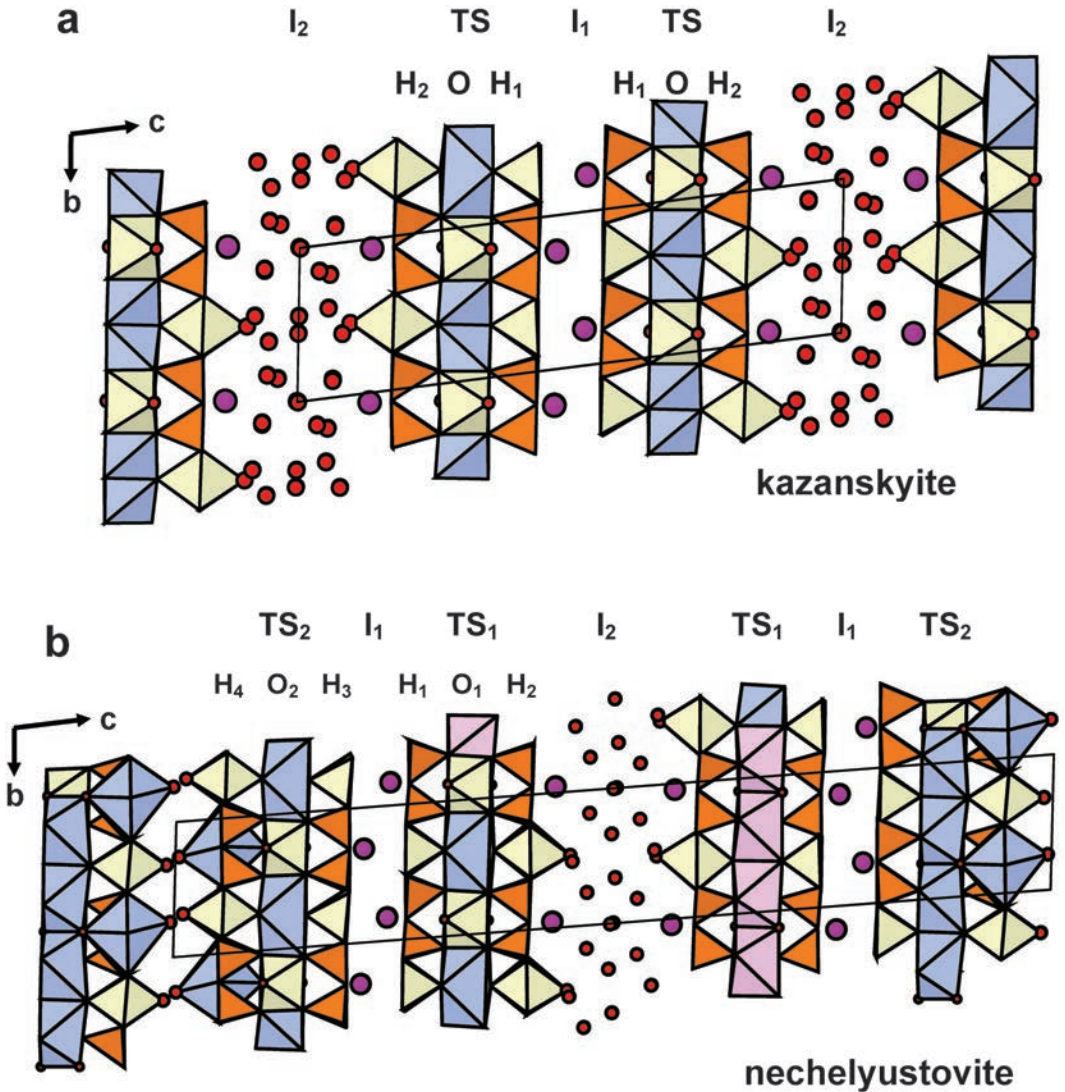 a
I₂ TS I₁ TS I₂
H₂ O H₁ H₁ O H₂
c
b
kazanskyite
b
TS₂ I₁ TS₁ I₂ TS₁ I₁ TS₂
H₄ O₂ H₃ H₁ O₁ H₂
c
b
nechelyustovite